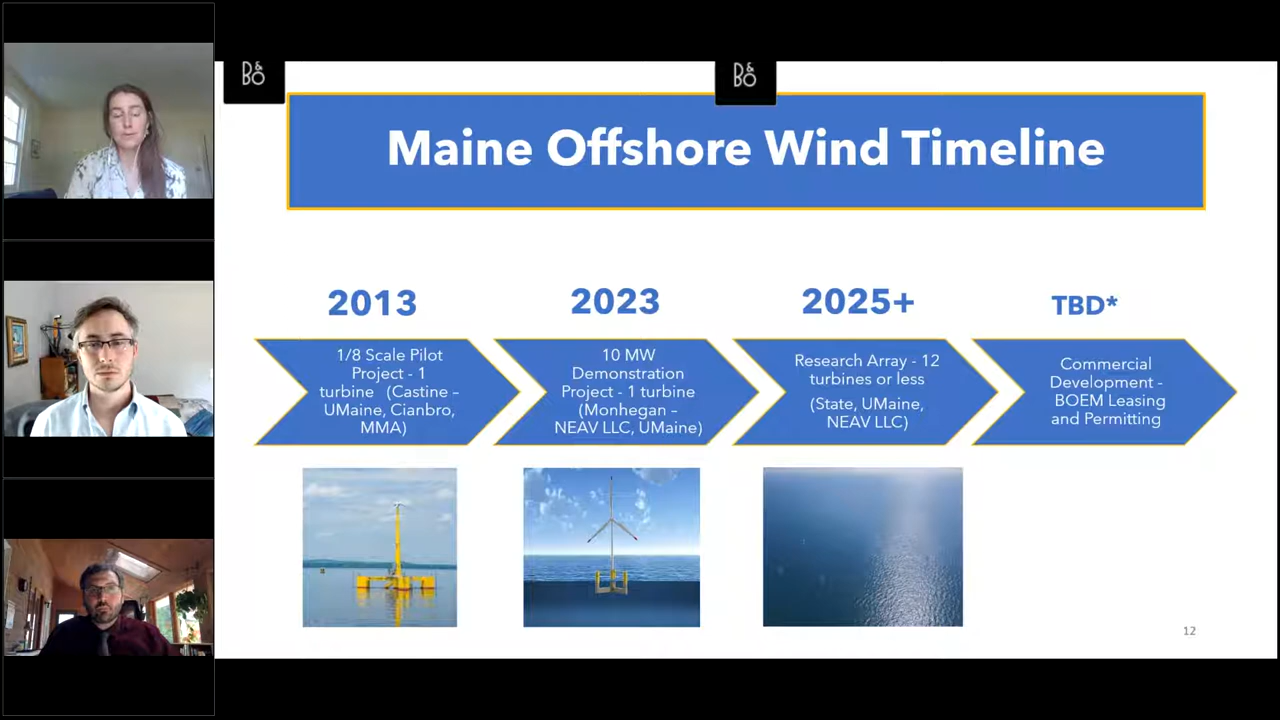 B&O
B&O
Maine Offshore Wind Timeline
2013
2023
2025+
TBD*
1/8 Scale Pilot
Project - 1
turbine (Castine –
UMaine, Cianbro,
MMA)
10 MW
Demonstration
Project - 1 turbine
(Monhegan –
NEAV LLC, UMaine)
Research Array - 12
turbines or less
(State, UMaine,
NEAV LLC)
Commercial
Development -
BOEM Leasing
and Permitting
12